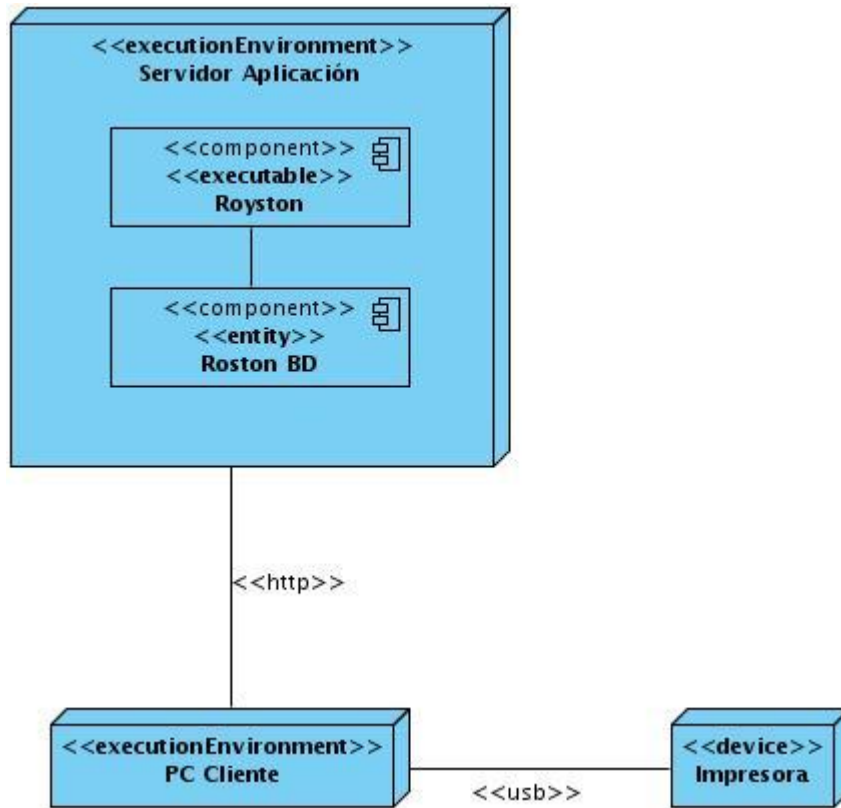 <<executionEnvironment>>
Servidor Aplicación
<<component>>
<<executable>>
Royston
<<component>>
<<entity>>
Roston BD
<<http>>
<<executionEnvironment>>
PC Cliente
<<usb>>
<<device>>
Impresora